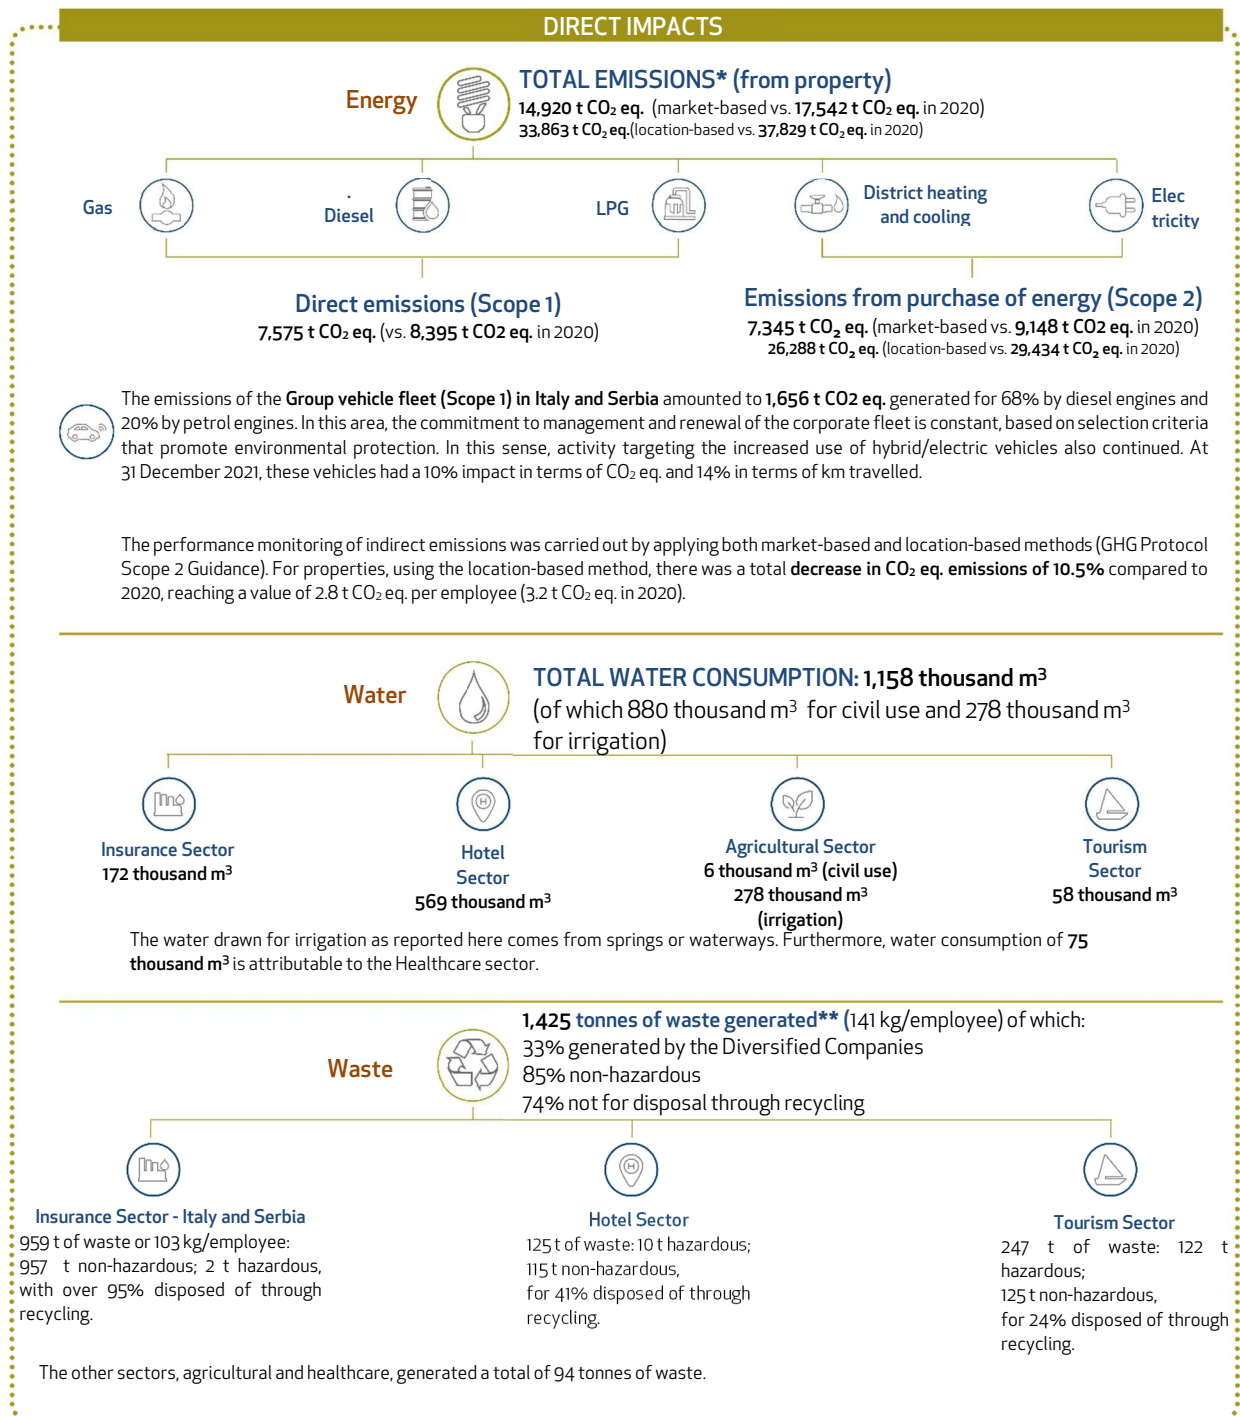 DIRECT IMPACTS
Energy
TOTAL EMISSIONS* (from property)
14,920 t CO₂ eq. (market-based vs. 17,542 t CO₂ eq. in 2020)
33,863 t CO₂ eq.(location-based vs. 37,829 t CO₂ eq. in 2020)
Gas
.
Diesel
LPG
District heating
and cooling
Elec
tricity
Direct emissions (Scope 1)
7,575 t CO₂ eq. (vs. 8,395 t CO2 eq. in 2020)
Emissions from purchase of energy (Scope 2)
7,345 t CO₂ eq. (market-based vs. 9,148 t CO2 eq. in 2020)
26,288 t CO₂ eq. (location-based vs. 29,434 t CO₂ eq. in 2020)
The emissions of the Group vehicle fleet (Scope 1) in Italy and Serbia amounted to 1,656 t CO2 eq. generated for 68% by diesel engines and
20% by petrol engines. In this area, the commitment to management and renewal of the corporate fleet is constant, based on selection criteria
that promote environmental protection. In this sense, activity targeting the increased use of hybrid/electric vehicles also continued. At
31 December 2021, these vehicles had a 10% impact in terms of CO₂ eq. and 14% in terms of km travelled.
The performance monitoring of indirect emissions was carried out by applying both market-based and location-based methods (GHG Protocol
Scope 2 Guidance). For properties, using the location-based method, there was a total decrease in CO₂ eq. emissions of 10.5% compared to
2020, reaching a value of 2.8 t CO₂ eq. per employee (3.2 t CO₂ eq. in 2020).
Water
TOTAL WATER CONSUMPTION: 1,158 thousand m³
(of which 880 thousand m³ for civil use and 278 thousand m³
for irrigation)
Insurance Sector
172 thousand m³
Hotel
Sector
569 thousand m³
Agricultural Sector
6 thousand m³ (civil use)
278 thousand m³
(irrigation)
Tourism
Sector
58 thousand m³
The water drawn for irrigation as reported here comes from springs or waterways. Furthermore, water consumption of 75
thousand m³ is attributable to the Healthcare sector.
Waste
1,425 tonnes of waste generated** (141 kg/employee) of which:
33% generated by the Diversified Companies
85% non-hazardous
74% not for disposal through recycling
Insurance Sector - Italy and Serbia
959 t of waste or 103 kg/employee:
957 t non-hazardous; 2 t hazardous,
with over 95% disposed of through
recycling.
Hotel Sector
125 t of waste: 10 t hazardous;
115 t non-hazardous,
for 41% disposed of through
recycling.
Tourism Sector
247 t of waste: 122 t
hazardous;
125 t non-hazardous,
for 24% disposed of through
recycling.
The other sectors, agricultural and healthcare, generated a total of 94 tonnes of waste.